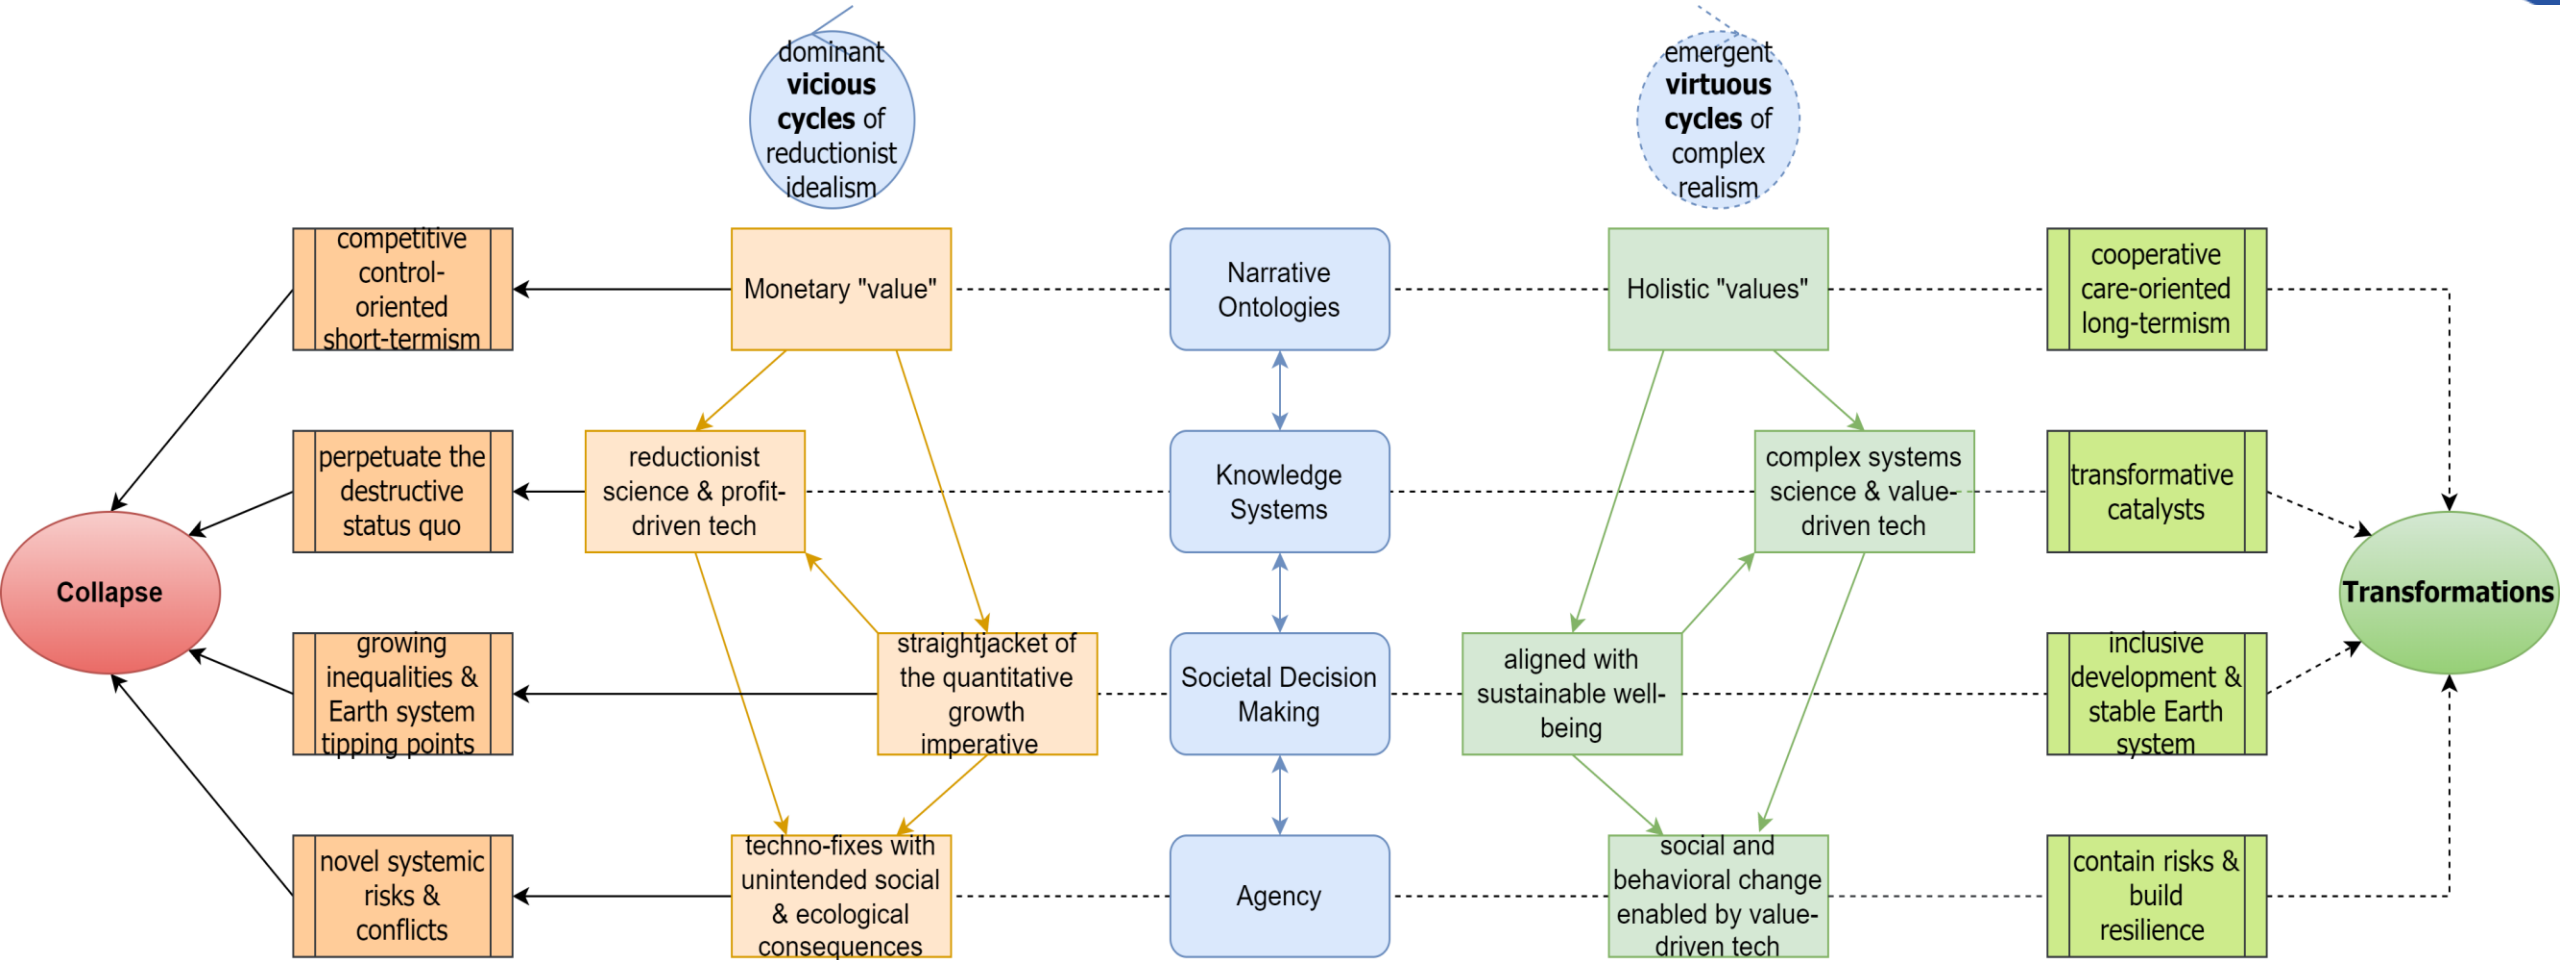 dominant
vicious
cycles of
reductionist
idealism
emergent
virtuous
cycles of
complex
realism
competitive
control-
oriented
short-termism
Monetary "value"
Narrative
Ontologies
Holistic "values"
cooperative
care-oriented
long-termism
perpetuate the
destructive
status quo
reductionist
science & profit-
driven tech
Knowledge
Systems
complex systems
science & value-
driven tech
transformative
catalysts
Collapse
Transformations
growing
inequalities &
Earth system
tipping points
straightjacket of
the quantitative
growth
imperative
Societal Decision
Making
aligned with
sustainable well-
being
inclusive
development &
stable Earth
system
novel systemic
risks &
conflicts
techno-fixes with
unintended social
& ecological
consequences
Agency
social and
behavioral change
enabled by value-
driven tech
contain risks &
build
resilience